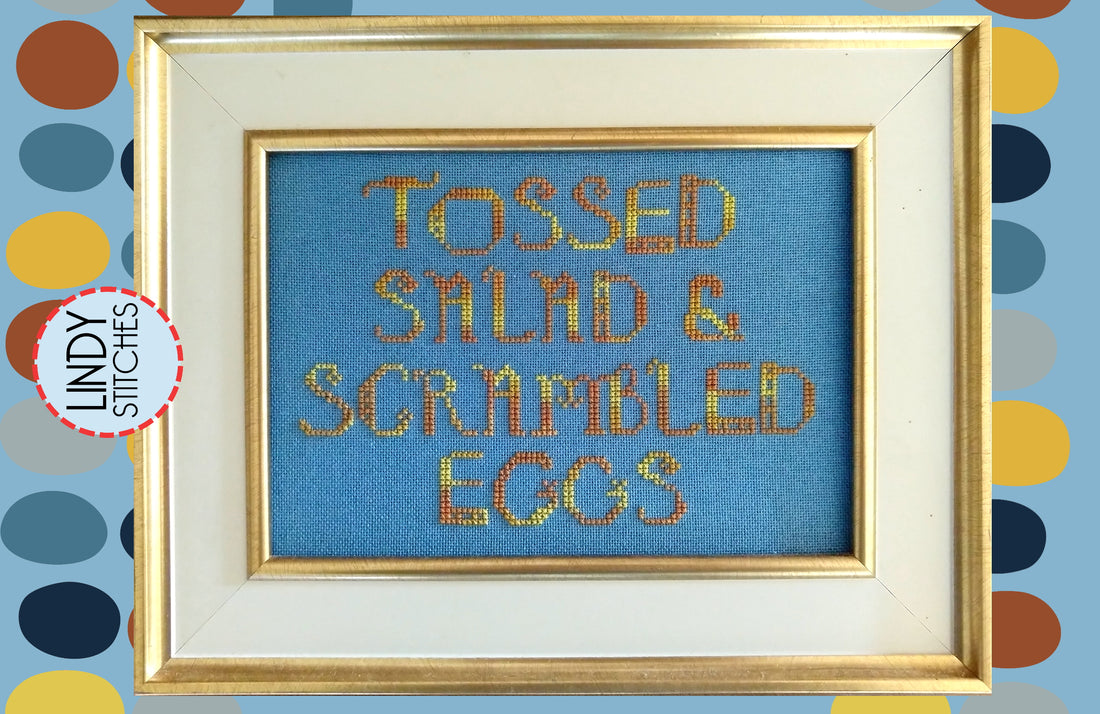 TOSSED
SALAD &
SCRAMBLED
EGGS
LINDY
STITCHES